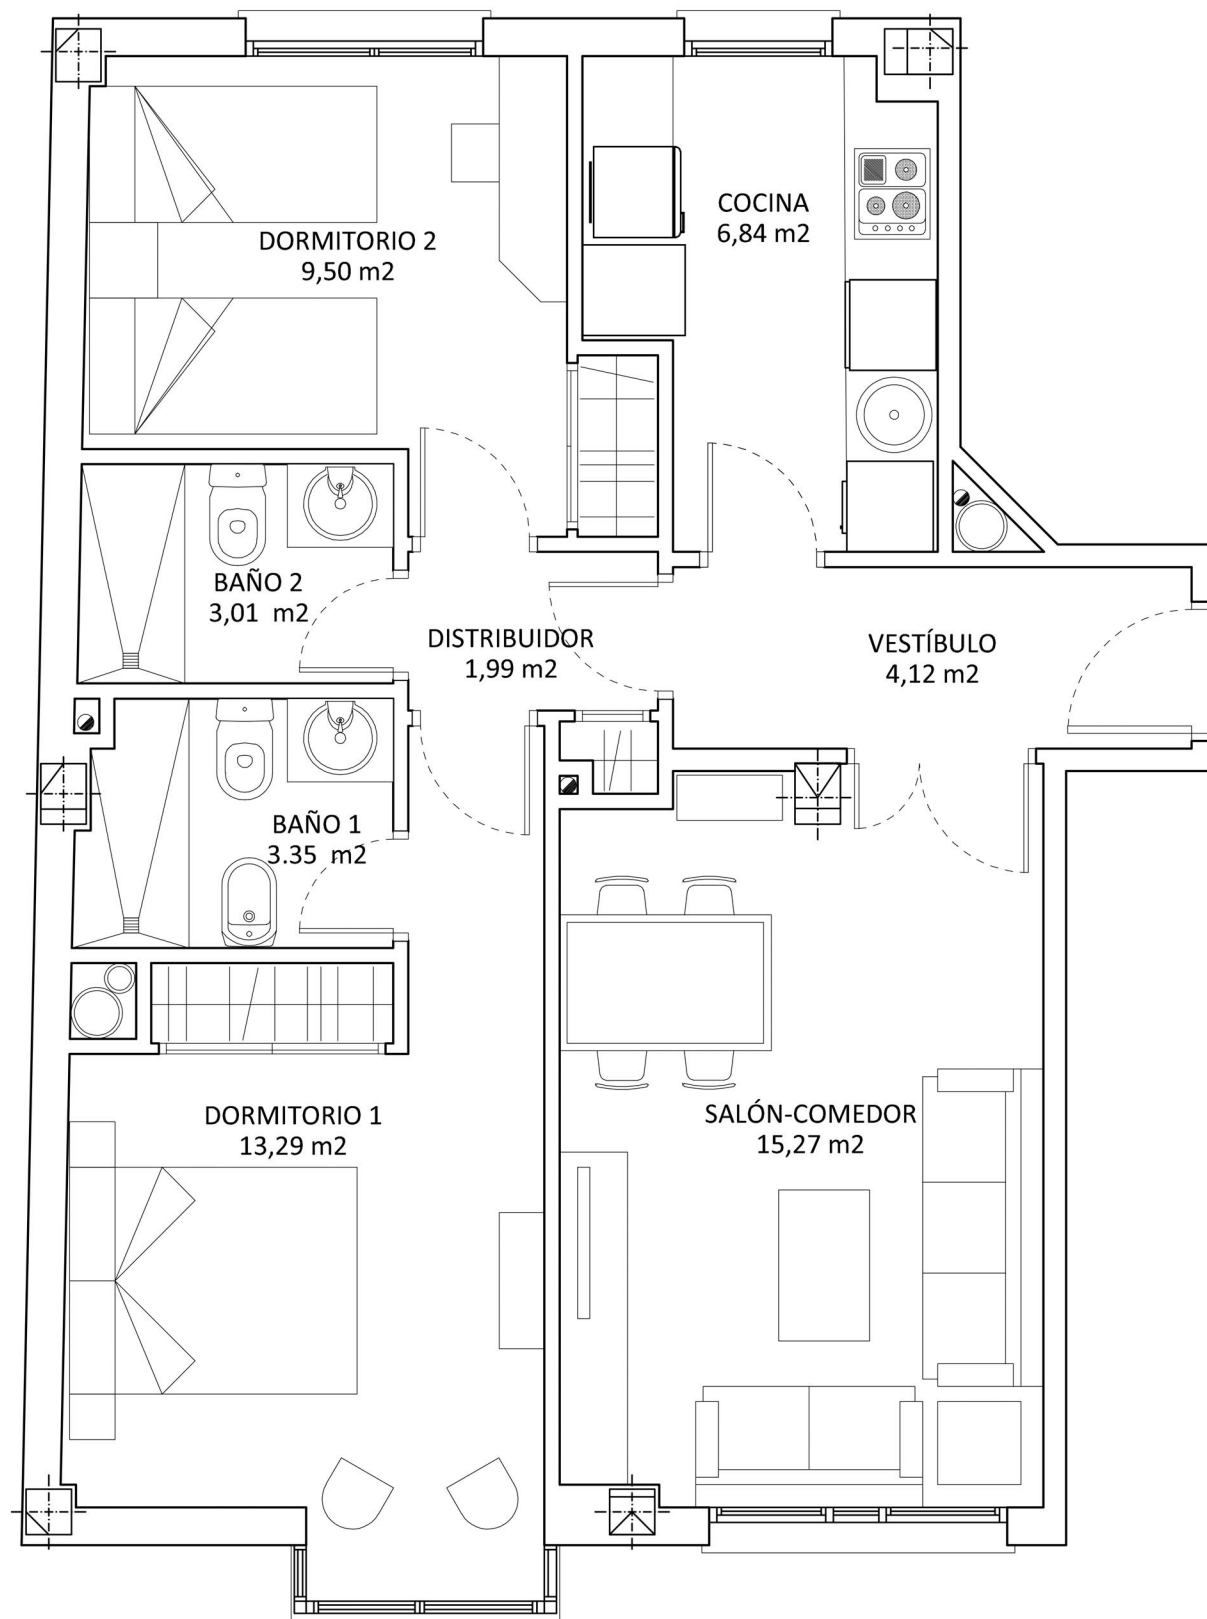 COCINA
6,84 m2
DORMITORIO 2
9,50 m2
BAÑO 2
3,01 m2
DISTRIBUIDOR
1,99 m2
VESTÍBULO
4,12 m2
BAÑO 1
3.35 m2
DORMITORIO 1
13,29 m2
SALÓN-COMEDOR
15,27 m2